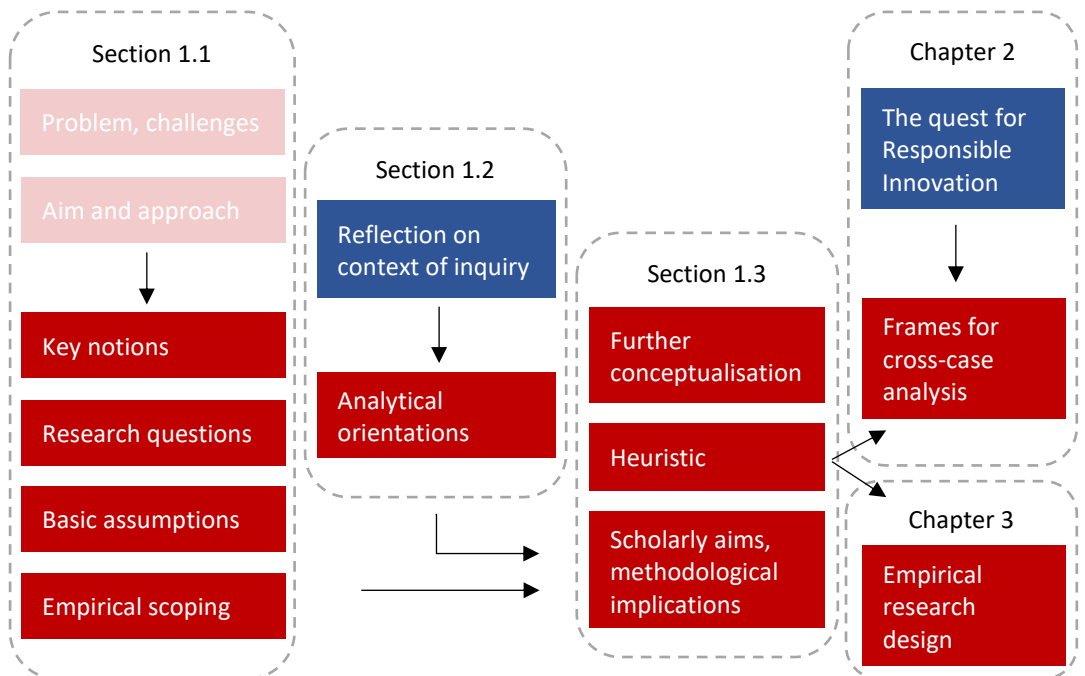 Section 1.1
Problem, challenges
Aim and approach
Key notions
Research questions
Basic assumptions
Empirical scoping
Section 1.2
Reflection on
context of inquiry
Analytical
orientations
Section 1.3
Further
conceptualisation
Heuristic
Scholarly aims,
methodological
implications
Chapter 2
The quest for
Responsible
Innovation
Frames for
cross-case
analysis
Chapter 3
Empirical
research
design